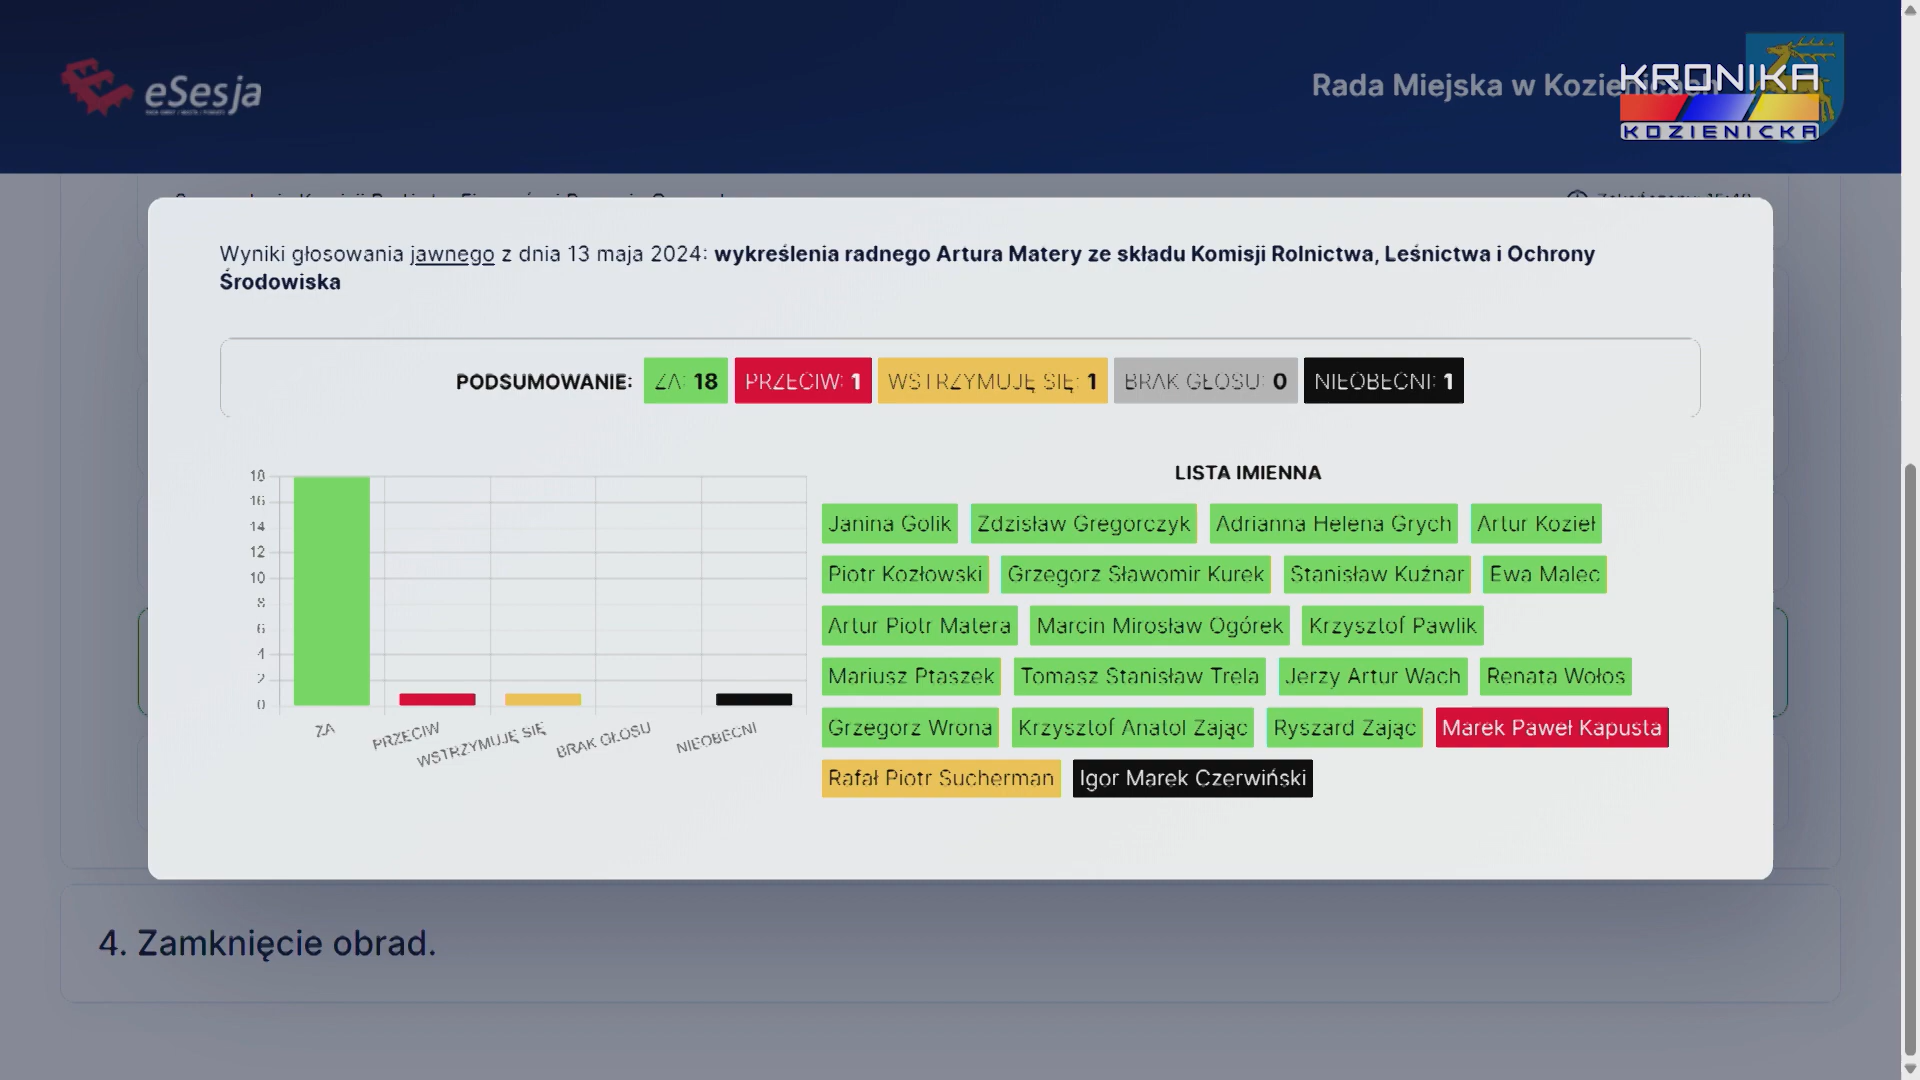 eSesja
Rada Miejska w Kozienicach
KRONIKA
KOZIENICKA
Wyniki głosowania jawnego z dnia 13 maja 2024: wykreślenia radnego Artura Matery ze składu Komisji Rolnictwa, Leśnictwa i Ochrony
Środowiska
PODSUMOWANIE: ZA: 18 PRZECIW: 1 WSTRZYMUJĘ SIĘ: 1 BRAK GŁOSU: 0 NIEOBECNI: 1
18
16
14
12
10
8
6
4
2
0
ZA PRZECIW WSTRZYMUJĘ SIĘ BRAK GŁOSU NIEOBECNI
LISTA IMIENNA
Janina Golik Zdzisław Gregorczyk Adrianna Helena Grych Artur Kozieł
Piotr Kozłowski Grzegorz Sławomir Kurek Stanisław Kuźnar Ewa Malec
Artur Piotr Matera Marcin Mirosław Ogórek Krzysztof Pawlik
Mariusz Ptaszek Tomasz Stanisław Trela Jerzy Artur Wach Renata Wołos
Grzegorz Wrona Krzysztof Anatol Zając Ryszard Zając Marek Paweł Kapusta
Rafał Piotr Sucherman Igor Marek Czerwiński
4. Zamknięcie obrad.